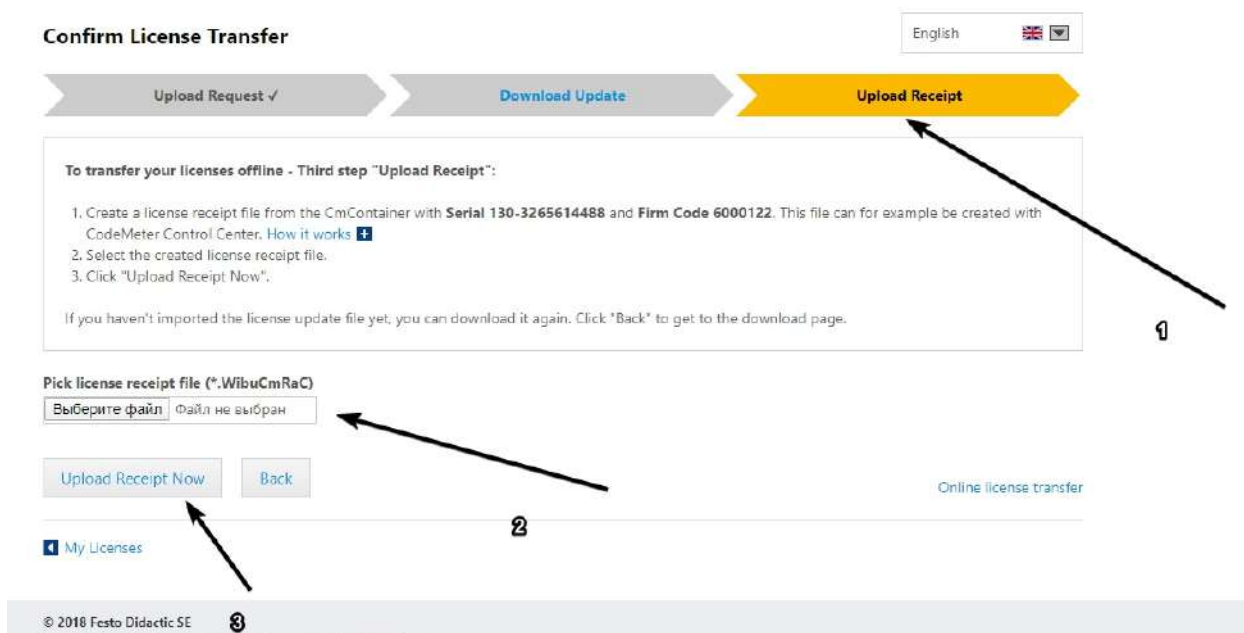 Confirm License Transfer
English
Upload Request ✓
Download Update
Upload Receipt
To transfer your licenses offline - Third step "Upload Receipt":
1. Create a license receipt file from the CmContainer with Serial 130-3265614488 and Firm Code 6000122. This file can for example be created with
CodeMeter Control Center. How it works +
2. Select the created license receipt file.
3. Click "Upload Receipt Now".
If you haven't imported the license update file yet, you can download it again. Click "Back" to get to the download page.
1
Pick license receipt file (*.WibuCmRaC)
Выберите файл Файл не выбран
Upload Receipt Now
Back
Online license transfer
2
My Licenses
© 2018 Festo Didactic SE
3